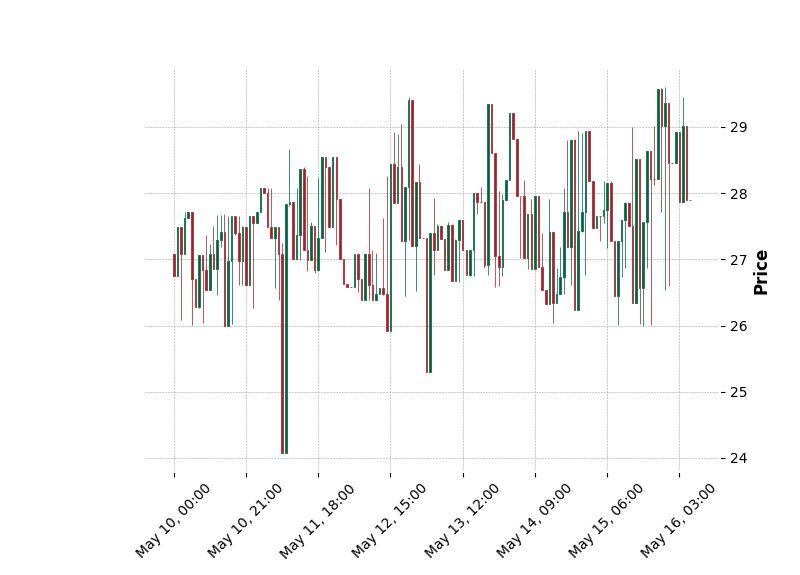 29
28
27
26
25
24
Price
May 10, 00:00
May 10, 21:00
May 11, 18:00
May 12, 15:00
May 13, 12:00
May 14, 09:00
May 15, 06:00
May 16, 03:00